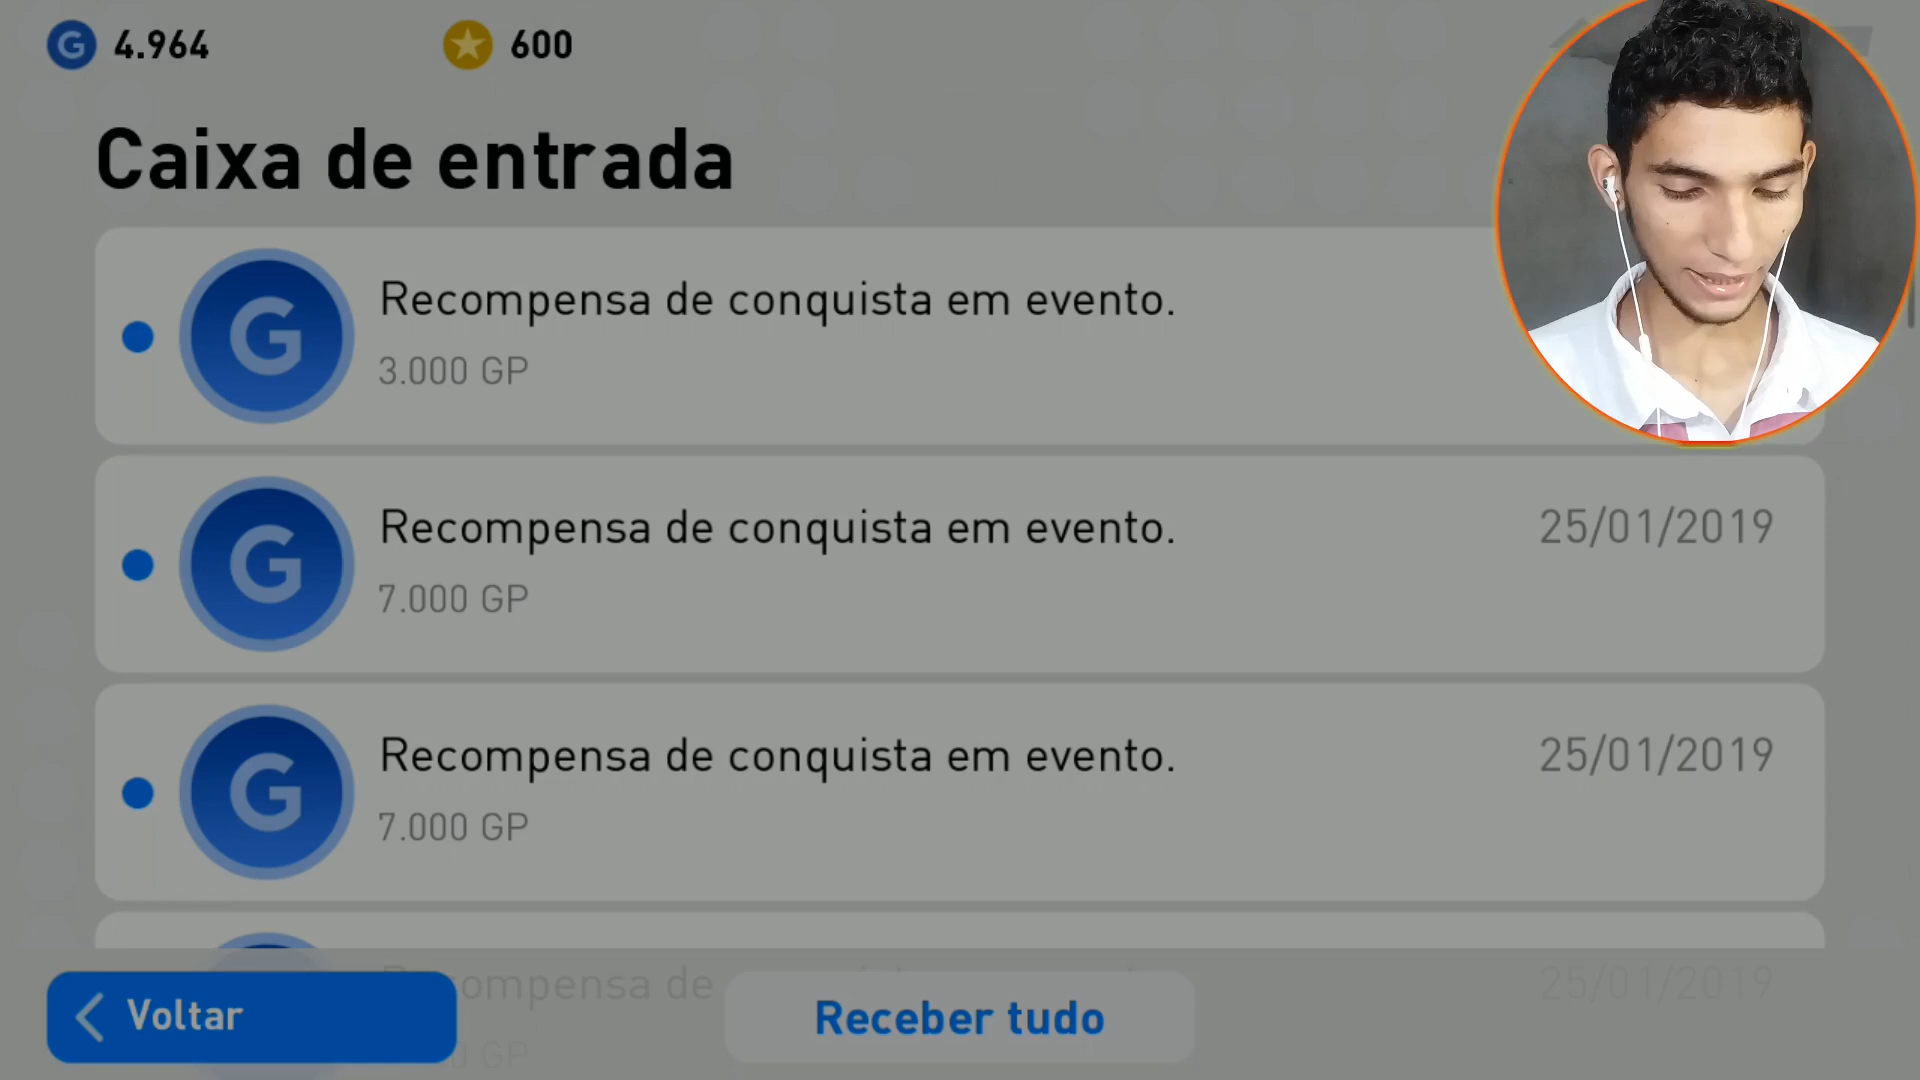 4.964
600
Caixa de entrada
Recompensa de conquista em evento.
3.000 GP
Recompensa de conquista em evento.
25/01/2019
7.000 GP
Recompensa de conquista em evento.
25/01/2019
7.000 GP
Recompensa de
25/01/2019
GP
Voltar
Receber tudo